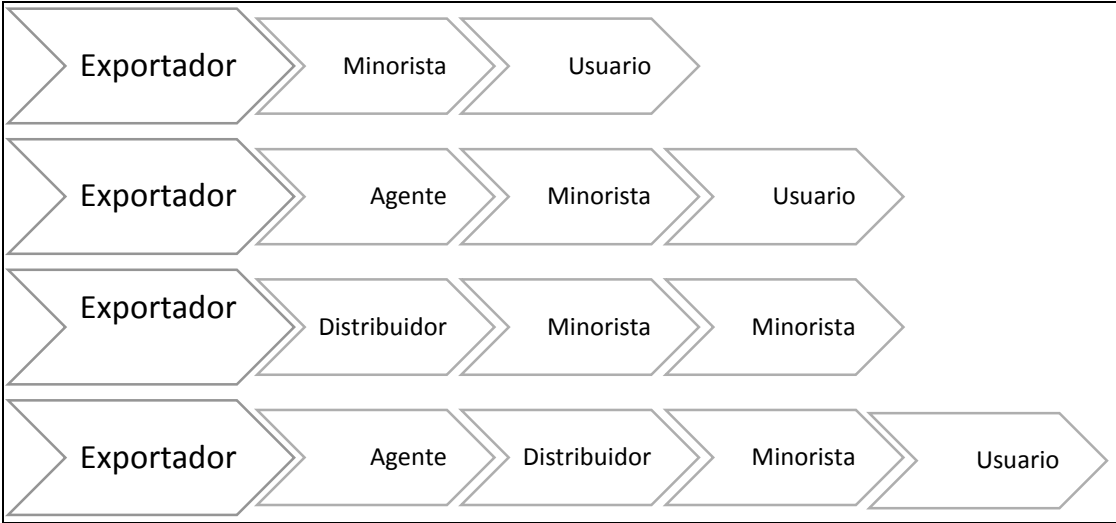 Exportador Minorista Usuario
Exportador Agente Minorista Usuario
Exportador Distribuidor Minorista Minorista
Exportador Agente Distribuidor Minorista Usuario